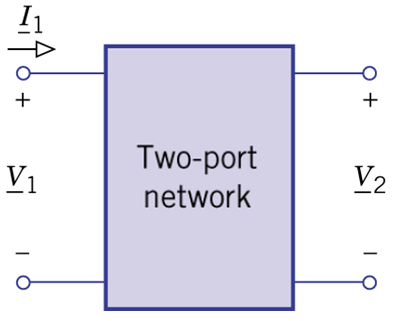 I1
+
+
Two-port
V1
V2
network
−
−